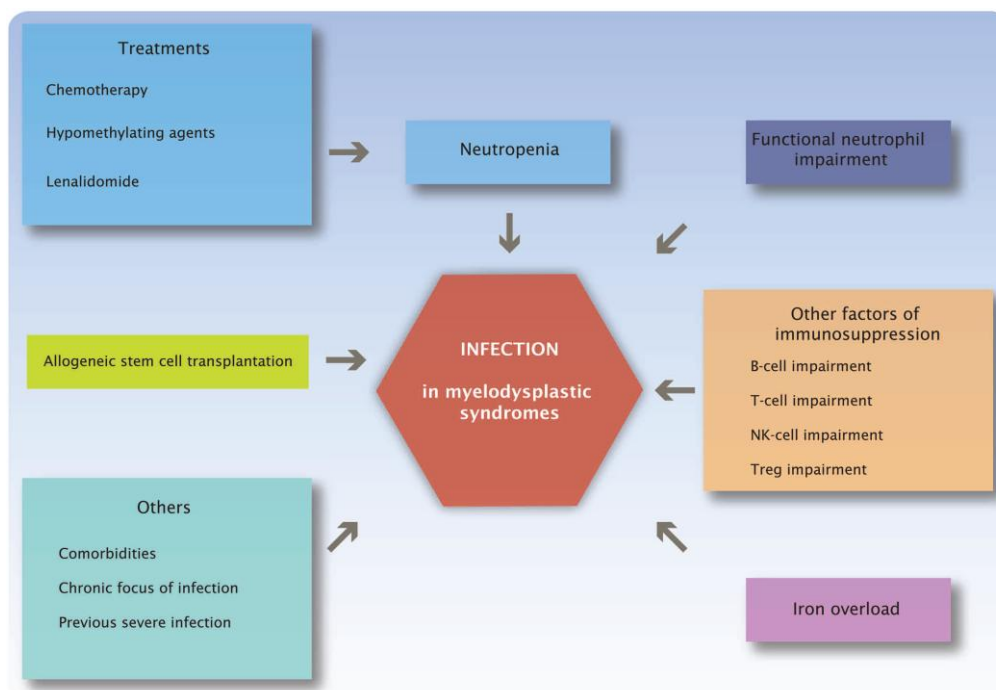 Treatments
Chemotherapy
Hypomethylating agents
Lenalidomide
Neutropenia
Functional neutrophil
impairment
Allogeneic stem cell transplantation
INFECTION
in myelodysplastic
syndromes
Other factors of
immunosuppression
B-cell impairment
T-cell impairment
NK-cell impairment
Treg impairment
Others
Comorbidities
Chronic focus of infection
Previous severe infection
Iron overload